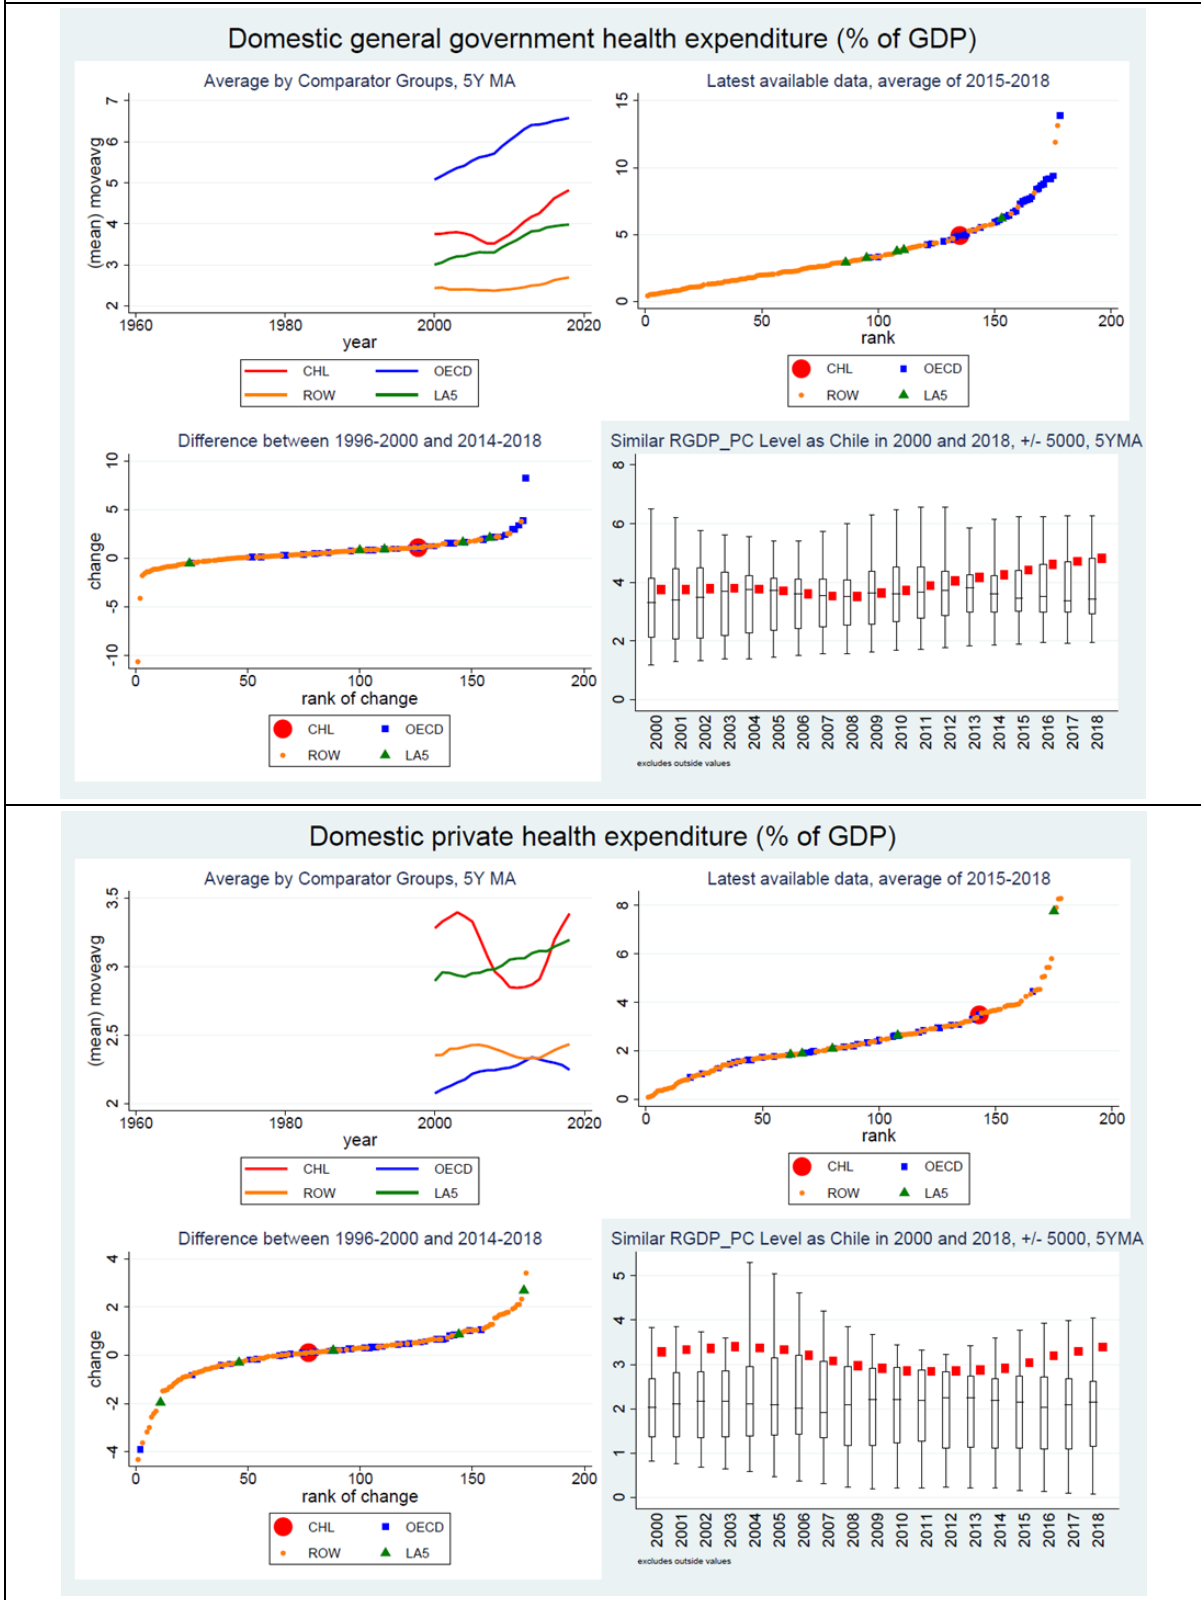 Domestic general government health expenditure (% of GDP)
Average by Comparator Groups, 5Y MA
(mean) moveavg
7
6
5
4
3
2
1960 1980 2000 2020
year
CHL OECD
ROW LA5
Latest available data, average of 2015-2018
15
10
5
0
0 50 100 150 200
rank
CHL OECD
ROW LA5
Difference between 1996-2000 and 2014-2018
change
10
5
0
-5
-10
0 50 100 150 200
rank of change
CHL OECD
ROW LA5
Similar RGDP_PC Level as Chile in 2000 and 2018, +/- 5000, 5YMA
8
6
4
2
0
2000 2001 2002 2003 2004 2005 2006 2007 2008 2009 2010 2011 2012 2013 2014 2015 2016 2017 2018
excludes outside values
Domestic private health expenditure (% of GDP)
Average by Comparator Groups, 5Y MA
(mean) moveavg
3.5
3
2.5
2
1960 1980 2000 2020
year
CHL OECD
ROW LA5
Latest available data, average of 2015-2018
8
6
4
2
0
0 50 100 150 200
rank
CHL OECD
ROW LA5
Difference between 1996-2000 and 2014-2018
change
4
2
0
-2
-4
0 50 100 150 200
rank of change
CHL OECD
ROW LA5
Similar RGDP_PC Level as Chile in 2000 and 2018, +/- 5000, 5YMA
5
4
3
2
1
0
2000 2001 2002 2003 2004 2005 2006 2007 2008 2009 2010 2011 2012 2013 2014 2015 2016 2017 2018
excludes outside values